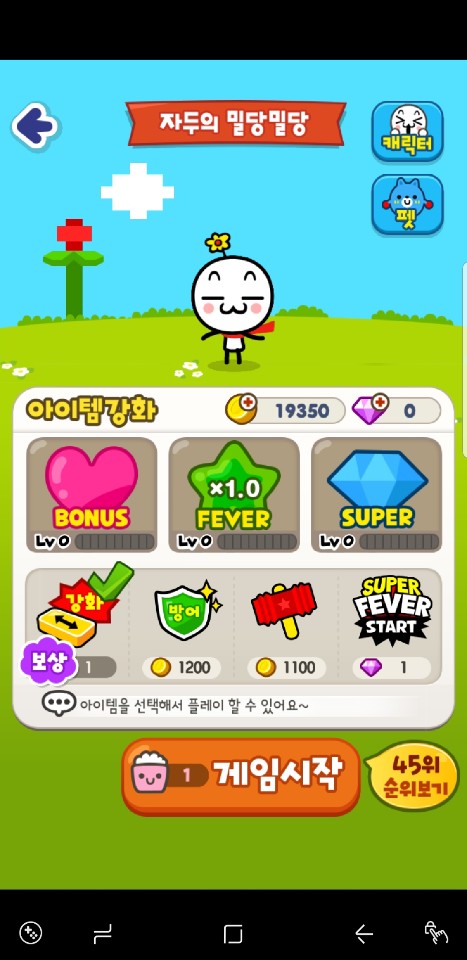 자두의 밀당밀당
캐릭터
펫
아이템강화
19350
0
BONUS
Lv 0
×1.0
FEVER
Lv 0
SUPER
Lv 0
강화
보상
1
방어
1200
1100
SUPER
FEVER
START
1
아이템을 선택해서 플레이 할 수 있어요~
1
게임시작
45위
순위보기